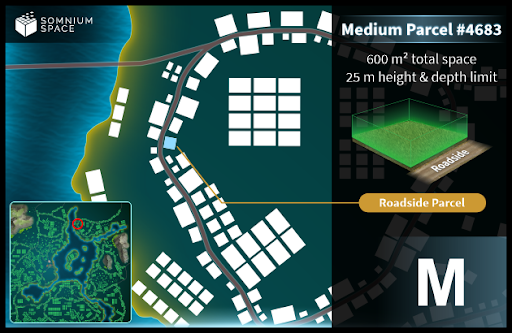 SOMNIUM
SPACE
Medium Parcel #4683
600 m² total space
25 m height & depth limit
Roadside
Roadside Parcel
M